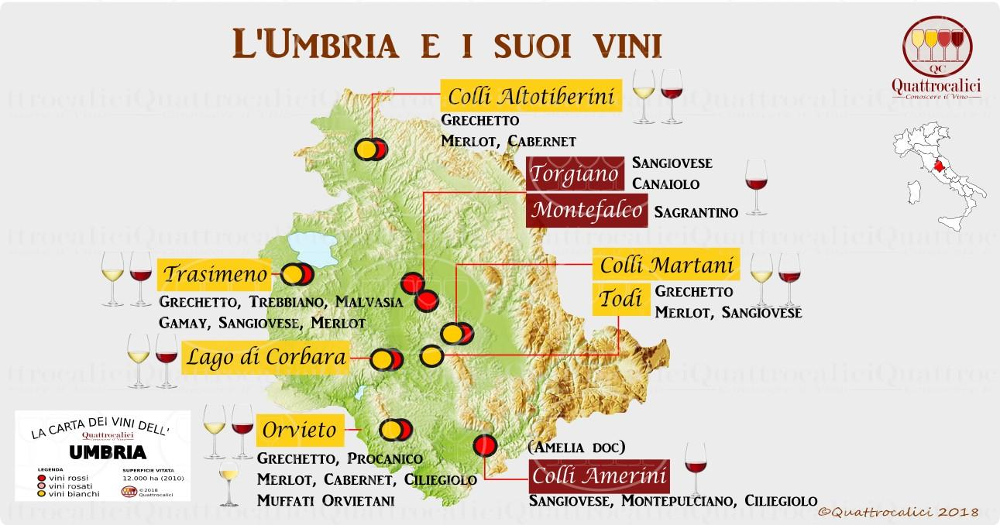 L'Umbria e i suoi vini
QC
Quattrocalici
Conoscere il Vino
Colli Altotiberini
Grechetto
Merlot, Cabernet
Torgiano
Sangiovese
Canaiolo
Montefalco
Sagrantino
Colli Martani
Todi
Grechetto
Merlot, Sangiovese
Trasimeno
Grechetto, Trebbiano, Malvasia
Gamay, Sangiovese, Merlot
Lago di Corbara
Orvieto
Grechetto, Procanico
Merlot, Cabernet, Ciliegiolo
Muffati Orvietani
(Amelia doc)
Colli Amerini
Sangiovese, Montepulciano, Ciliegiolo
LA CARTA DEI VINI DELL'
Quattrocalici
Conoscere il Vino
UMBRIA
LEGENDA
vini rossi
vini rosati
vini bianchi
SUPERFICIE VITATA
12.000 ha (2010)
©2018
Quattrocalici
©Quattrocalici 2018